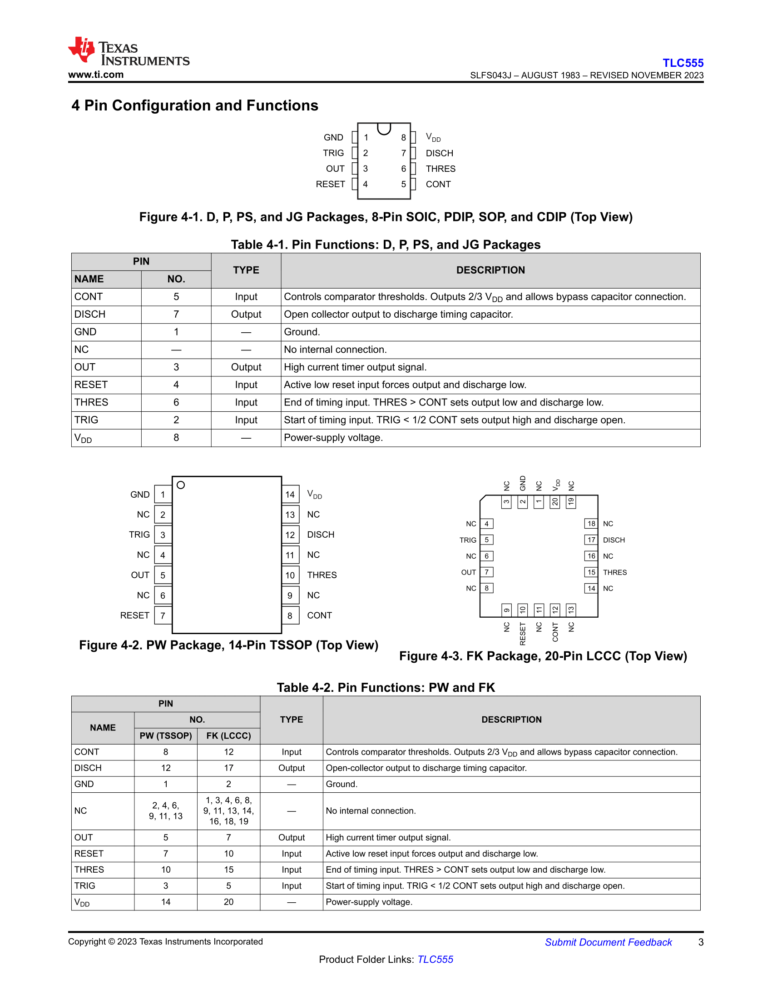 TEXAS
INSTRUMENTS
www.ti.com
TLC555
SLFS043J – AUGUST 1983 – REVISED NOVEMBER 2023
4 Pin Configuration and Functions
GND 1 8 VDD
TRIG 2 7 DISCH
OUT 3 6 THRES
RESET 4 5 CONT
Figure 4-1. D, P, PS, and JG Packages, 8-Pin SOIC, PDIP, SOP, and CDIP (Top View)
Table 4-1. Pin Functions: D, P, PS, and JG Packages
PIN TYPE DESCRIPTION
NAME NO.
CONT 5 Input Controls comparator thresholds. Outputs 2/3 VDD and allows bypass capacitor connection.
DISCH 7 Output Open collector output to discharge timing capacitor.
GND 1 — Ground.
NC — — No internal connection.
OUT 3 Output High current timer output signal.
RESET 4 Input Active low reset input forces output and discharge low.
THRES 6 Input End of timing input. THRES > CONT sets output low and discharge low.
TRIG 2 Input Start of timing input. TRIG < 1/2 CONT sets output high and discharge open.
VDD 8 — Power-supply voltage.
GND 1 14 VDD
NC 2 13 NC
TRIG 3 12 DISCH
NC 4 11 NC
OUT 5 10 THRES
NC 6 9 NC
RESET 7 8 CONT
Figure 4-2. PW Package, 14-Pin TSSOP (Top View)
NC GND NC VDD NC
3 2 1 20 19
NC 4 18 NC
TRIG 5 17 DISCH
NC 6 16 NC
OUT 7 15 THRES
NC 8 14 NC
9 10 11 12 13
NC RESET NC CONT NC
Figure 4-3. FK Package, 20-Pin LCCC (Top View)
Table 4-2. Pin Functions: PW and FK
PIN TYPE DESCRIPTION
NAME NO.
PW (TSSOP) FK (LCCC)
CONT 8 12 Input Controls comparator thresholds. Outputs 2/3 VDD and allows bypass capacitor connection.
DISCH 12 17 Output Open-collector output to discharge timing capacitor.
GND 1 2 — Ground.
NC 2, 4, 6, 9, 11, 13 1, 3, 4, 6, 8, 9, 11, 13, 14, 16, 18, 19 — No internal connection.
OUT 5 7 Output High current timer output signal.
RESET 7 10 Input Active low reset input forces output and discharge low.
THRES 10 15 Input End of timing input. THRES > CONT sets output low and discharge low.
TRIG 3 5 Input Start of timing input. TRIG < 1/2 CONT sets output high and discharge open.
VDD 14 20 — Power-supply voltage.
Copyright © 2023 Texas Instruments Incorporated
Submit Document Feedback 3
Product Folder Links: TLC555